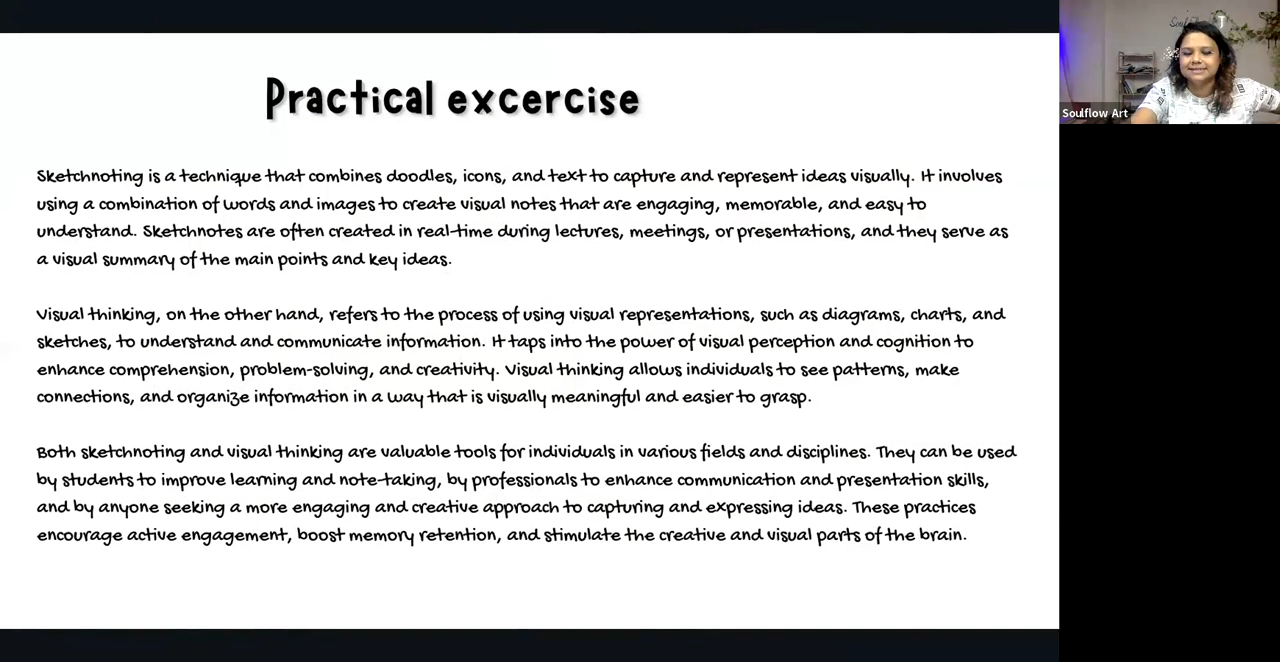 Practical excercise
Sketchnoting is a technique that combines doodles, icons, and text to capture and represent ideas visually. It involves
using a combination of words and images to create visual notes that are engaging, memorable, and easy to
understand. Sketchnotes are often created in real-time during lectures, meetings, or presentations, and they serve as
a visual summary of the main points and key ideas.
Visual thinking, on the other hand, refers to the process of using visual representations, such as diagrams, charts, and
sketches, to understand and communicate information. It taps into the power of visual perception and cognition to
enhance comprehension, problem-solving, and creativity. Visual thinking allows individuals to see patterns, make
connections, and organize information in a way that is visually meaningful and easier to grasp.
Both sketchnoting and visual thinking are valuable tools for individuals in various fields and disciplines. They can be used
by students to improve learning and note-taking, by professionals to enhance communication and presentation skills,
and by anyone seeking a more engaging and creative approach to capturing and expressing ideas. These practices
encourage active engagement, boost memory retention, and stimulate the creative and visual parts of the brain.
Soulflow Art